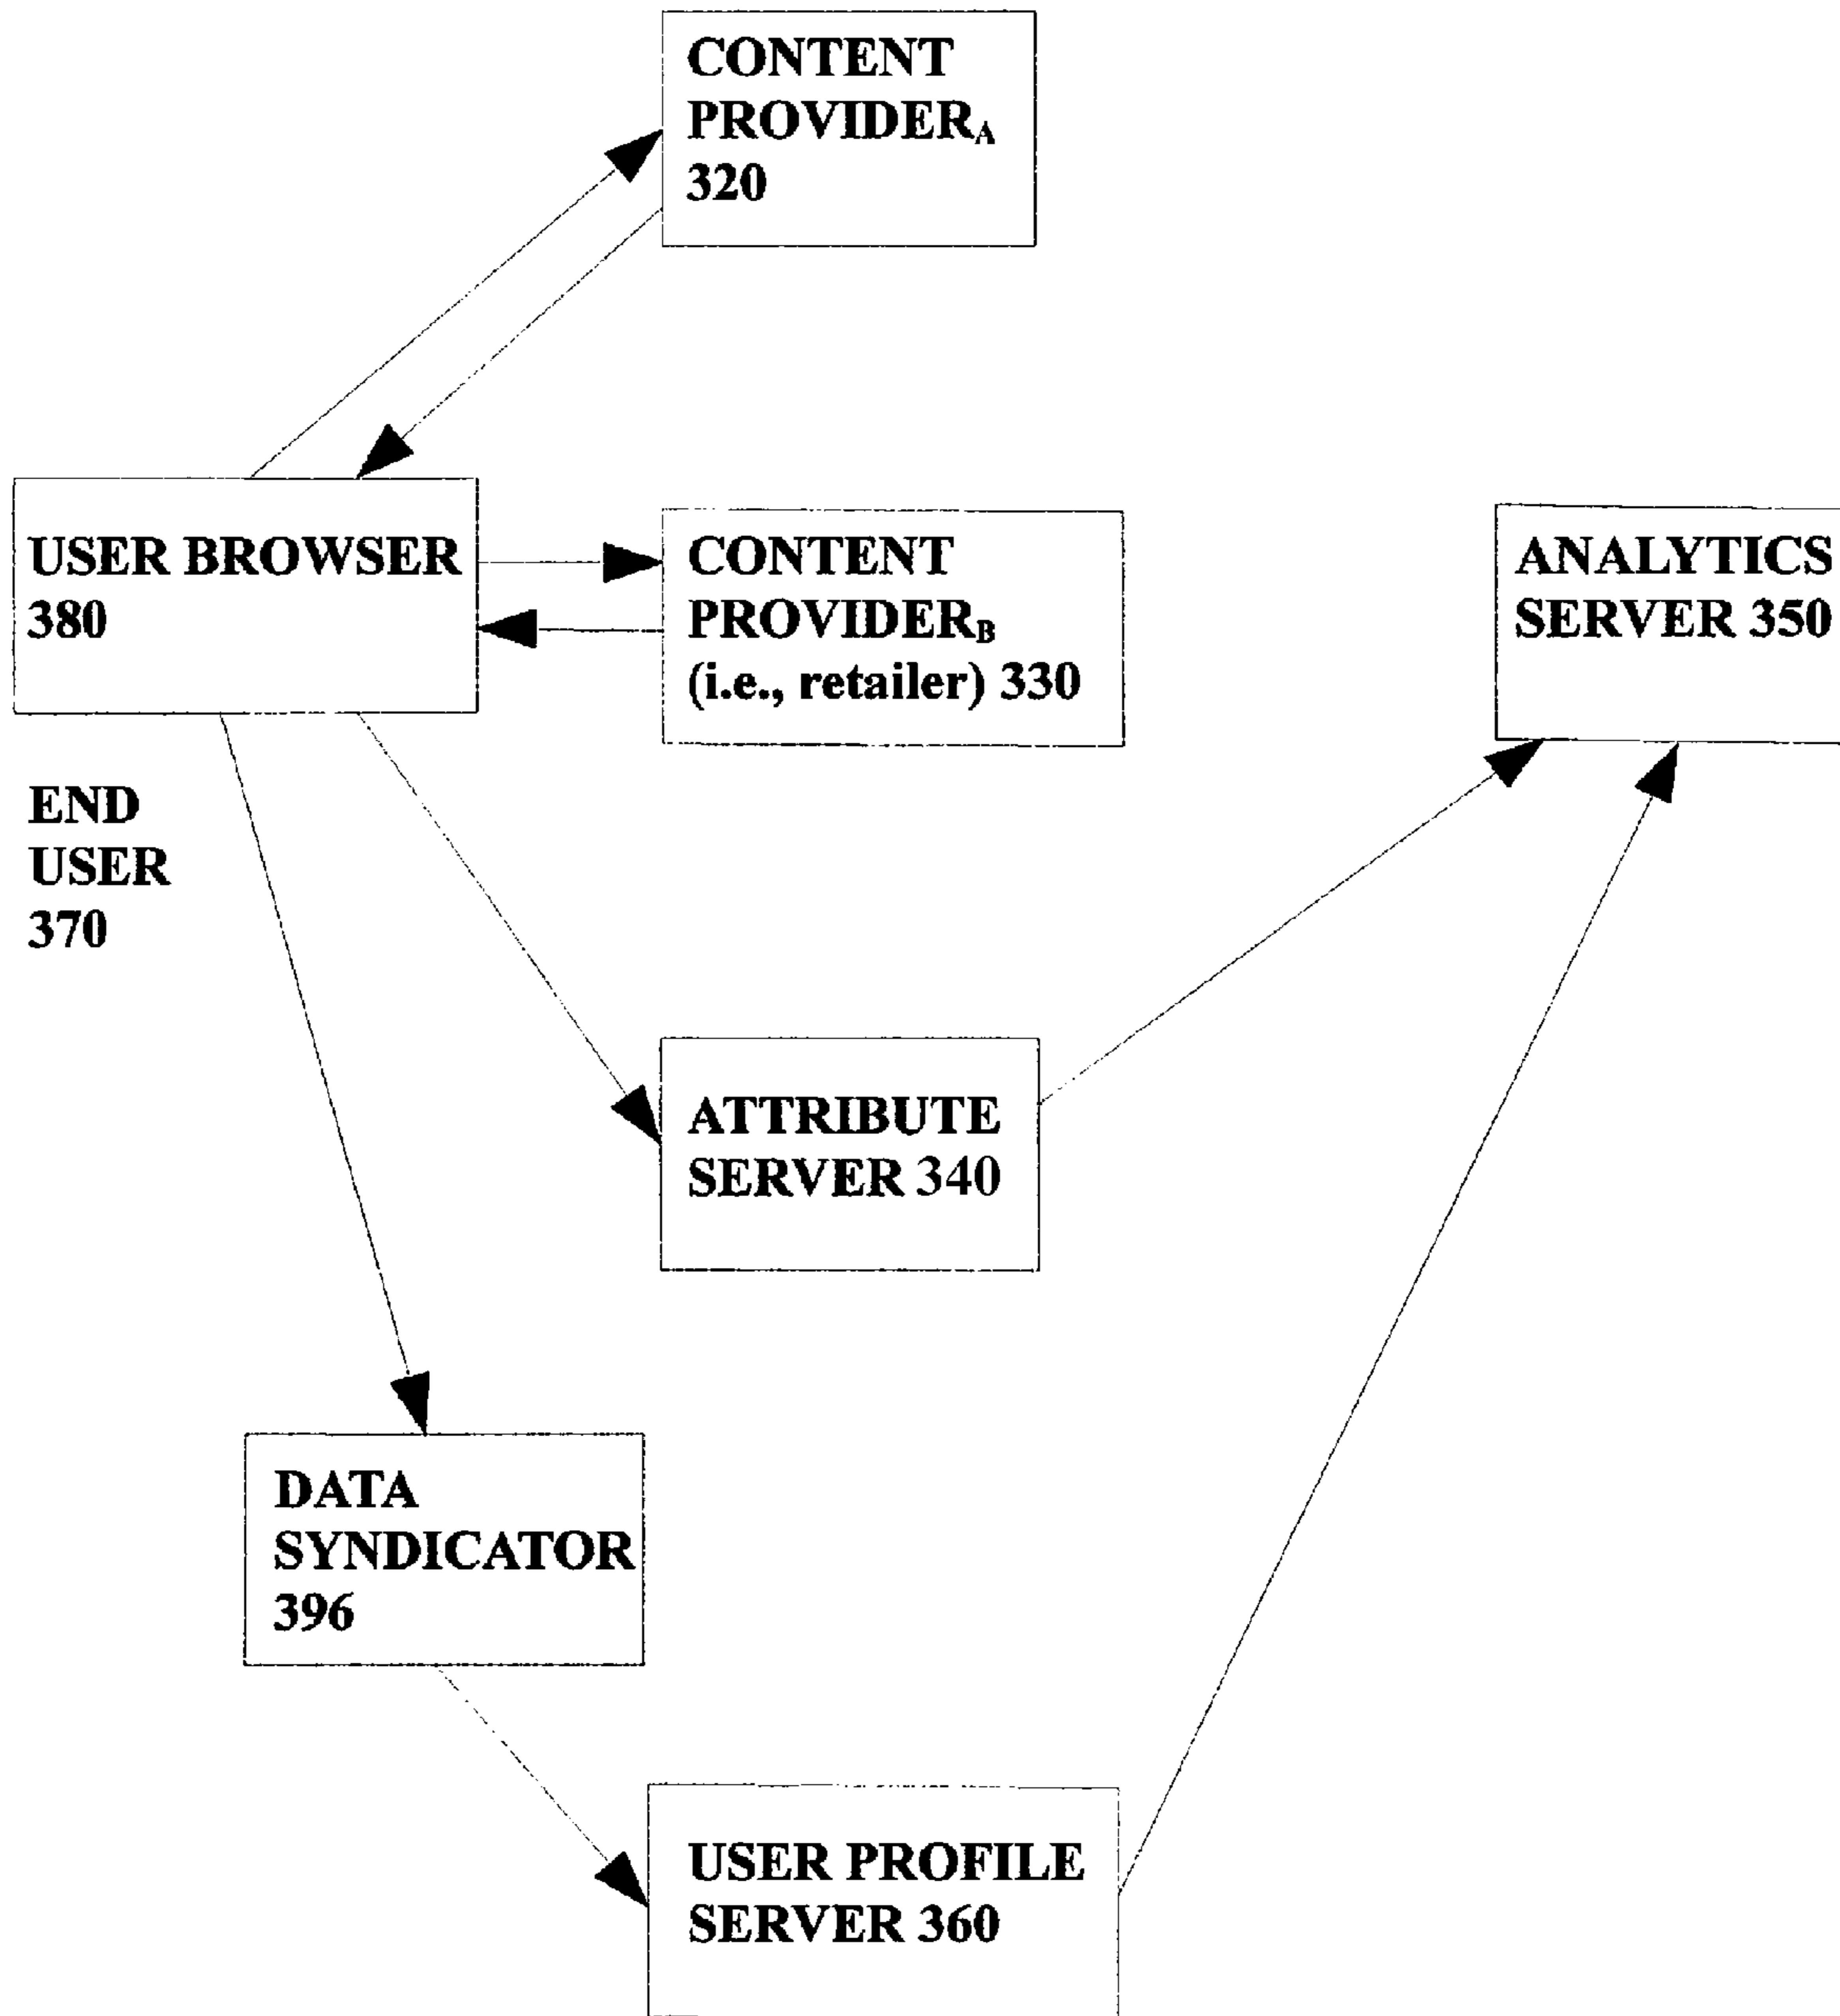 CONTENT
PROVIDERA
320
USER BROWSER
380
CONTENT
PROVIDERB
(i.e., retailer) 330
ANALYTICS
SERVER 350
END
USER
370
ATTRIBUTE
SERVER 340
DATA
SYNDICATOR
396
USER PROFILE
SERVER 360